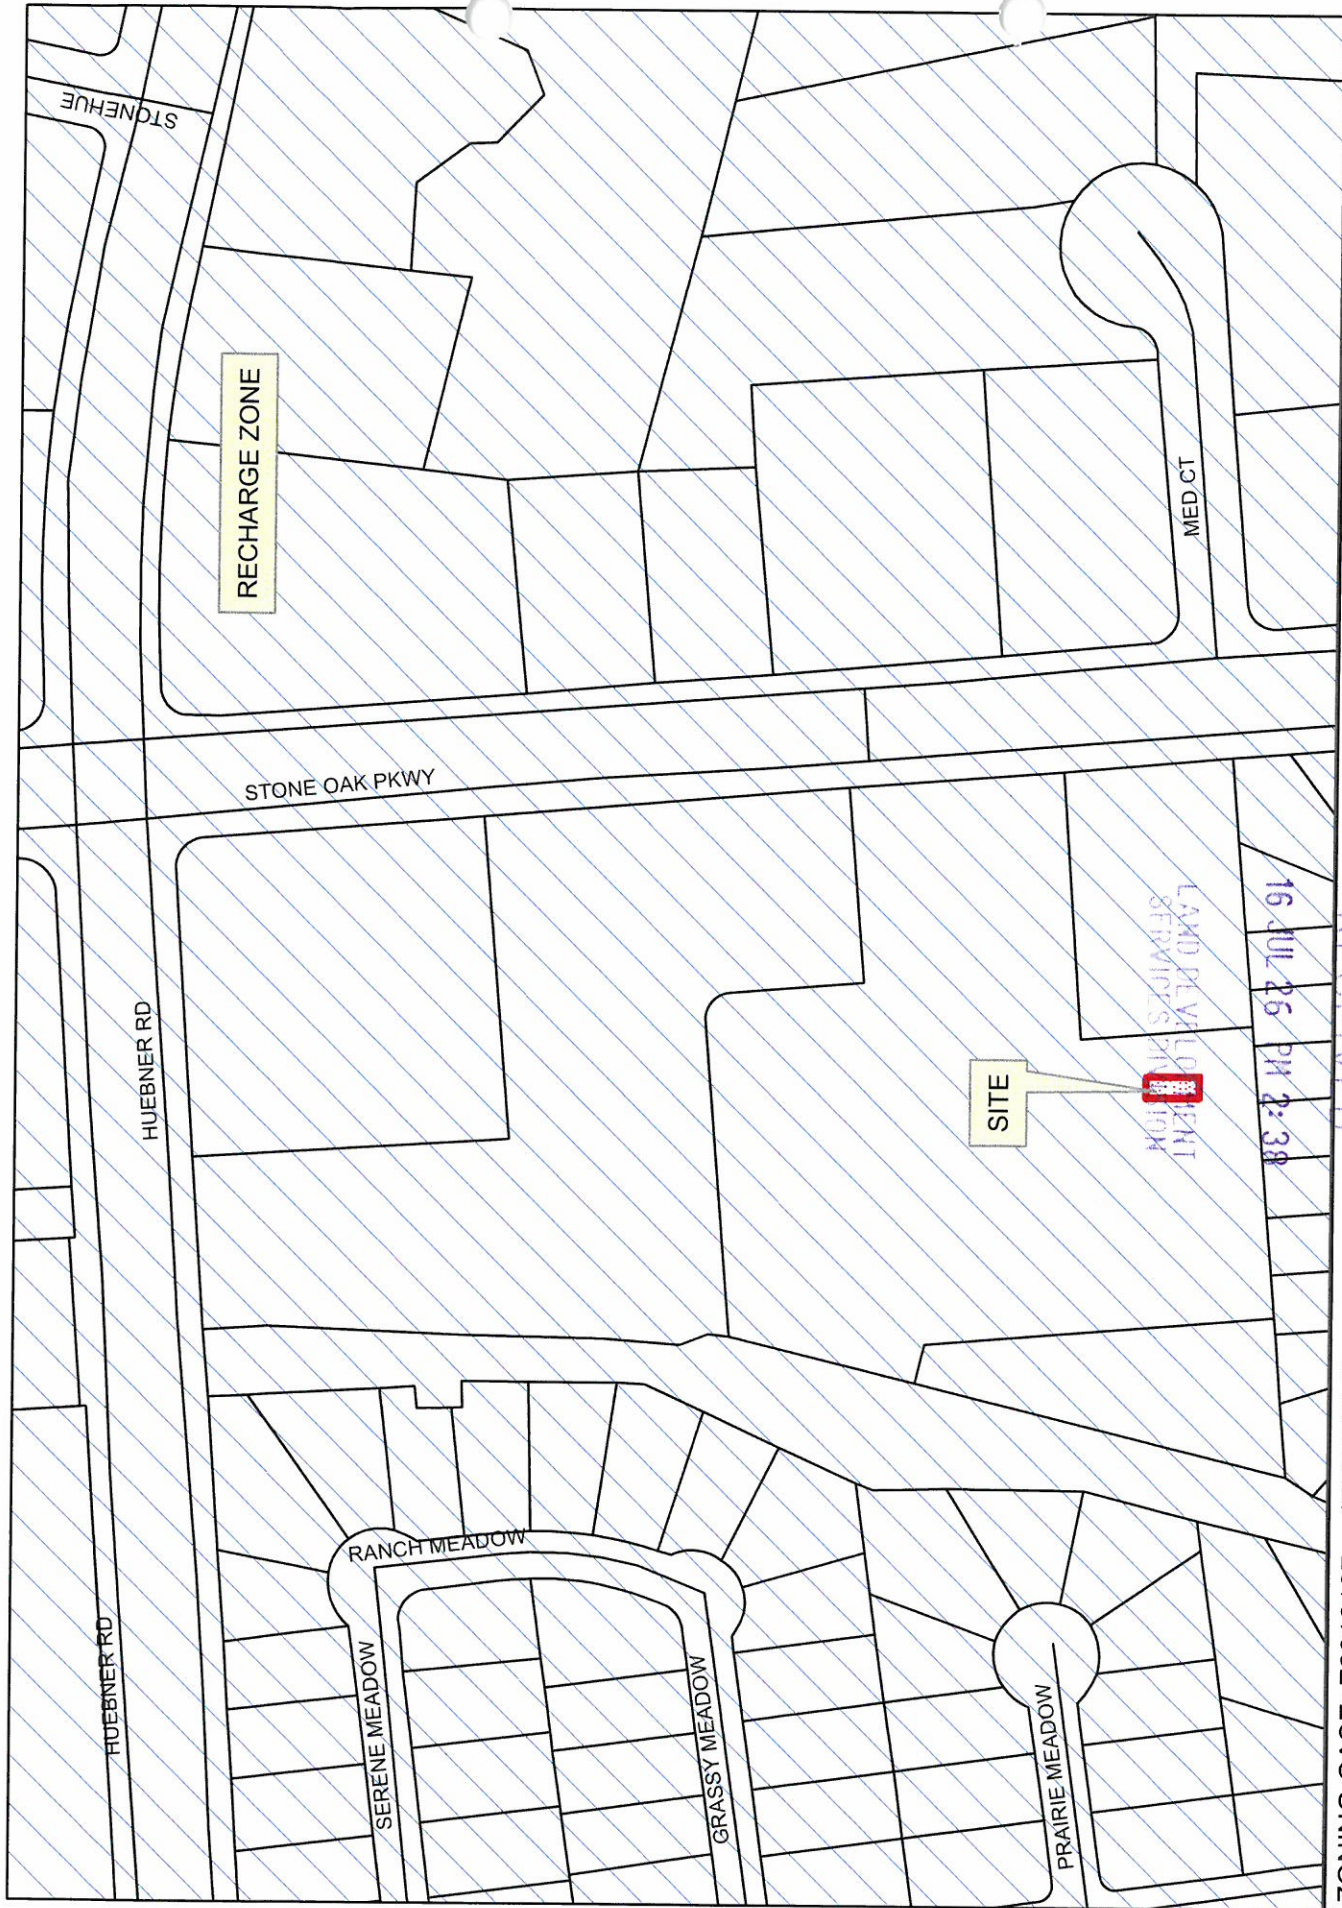 STONEHUE
RECHARGE ZONE
MED CT
STONE OAK PKWY
HUEBNER RD
SITE
LAND DEVELOPMENT
SERVICES DIVISION
16 JUL 26 PM 2:38
HUEBNER RD
RANCH MEADOW
SERENE MEADOW
GRASSY MEADOW
PRAIRIE MEADOW